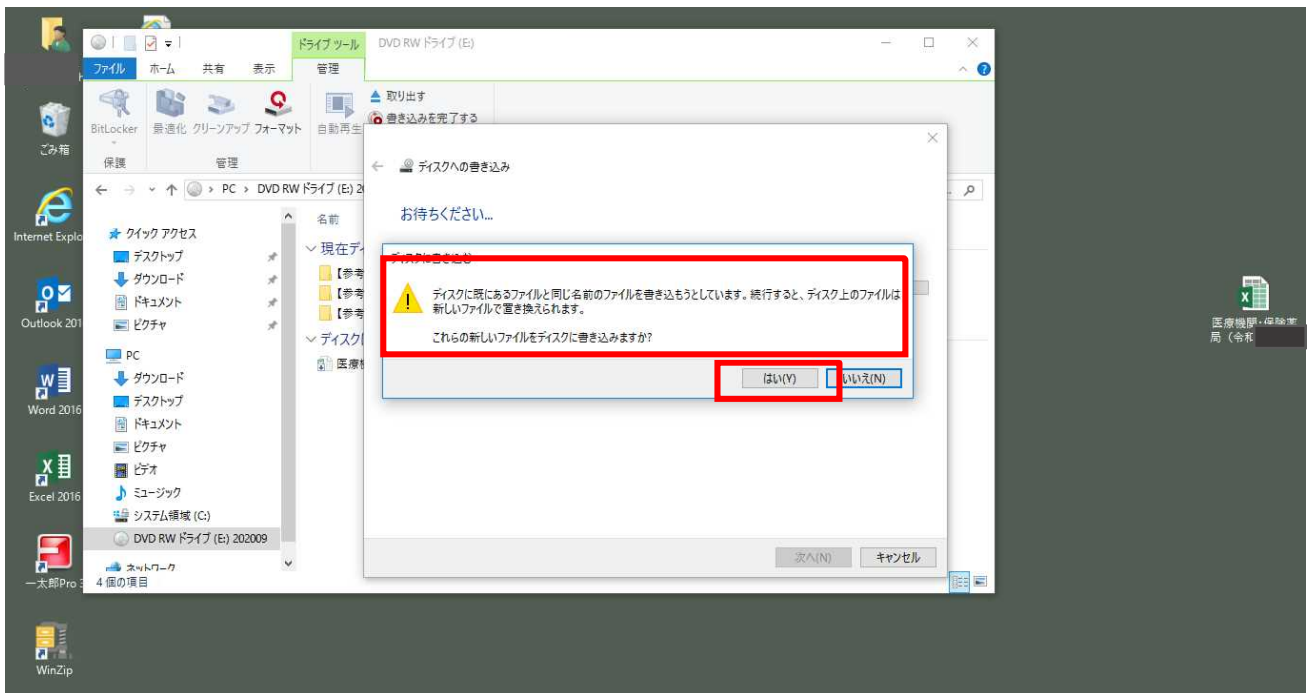 ドライブ ツール
DVD RW ドライブ (E:)
ファイル
ホーム
共有
表示
管理
取り出す
書き込みを完了する
BitLocker
最適化
クリーンアップ
フォーマット
自動再生
保護
管理
ごみ箱
ディスクへの書き込み
PC > DVD RW ドライブ (E:)
名前
お待ちください...
Internet Explo
クイック アクセス
デスクトップ
ダウンロード
ドキュメント
ピクチャ
現在デ
【参考
【参考
【参考
ディスク
医療
ディスクに書き込む
ディスクに既にあるファイルと同じ名前のファイルを書き込もうとしています。続行すると、ディスク上のファイルは
新しいファイルで置き換えられます。
これらの新しいファイルをディスクに書き込みますか?
はい(Y)
いいえ(N)
Outlook 201
医療機関・保険薬
局(令和
PC
ダウンロード
デスクトップ
ドキュメント
ピクチャ
ビデオ
ミュージック
システム領域 (C:)
DVD RW ドライブ (E:) 202009
ネットワーク
Word 2016
Excel 2016
次へ(N)
キャンセル
一太郎Pro
4 個の項目
WinZip